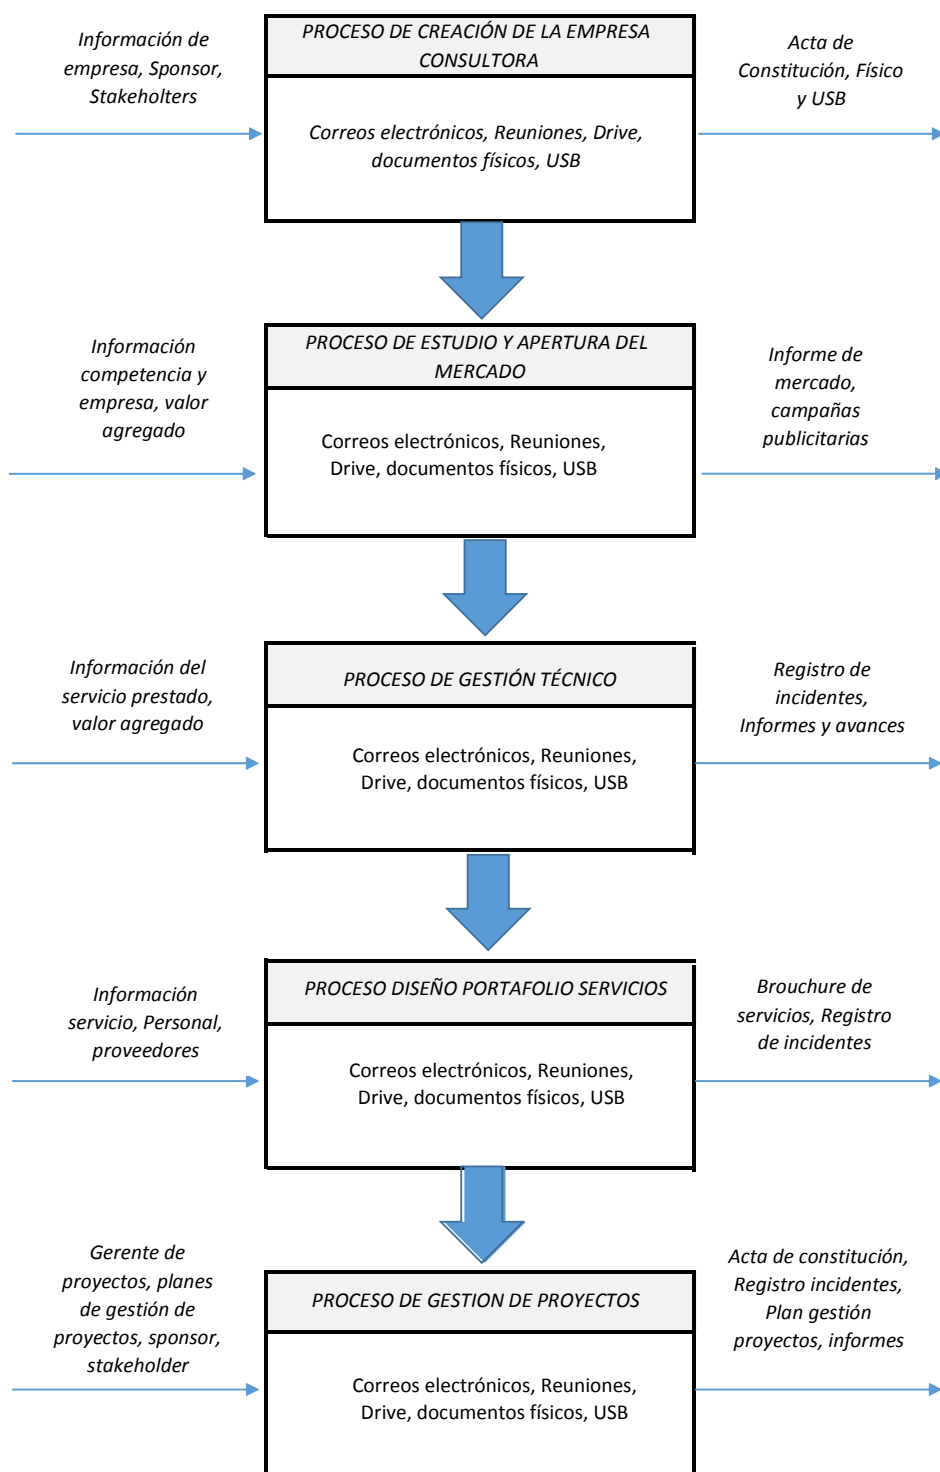 Información de
empresa, Sponsor,
Stakeholters
PROCESO DE CREACIÓN DE LA EMPRESA
CONSULTORA
Correos electrónicos, Reuniones, Drive,
documentos físicos, USB
Acta de
Constitución, Físico
y USB
Información
competencia y
empresa, valor
agregado
PROCESO DE ESTUDIO Y APERTURA DEL
MERCADO
Correos electrónicos, Reuniones,
Drive, documentos físicos, USB
Informe de
mercado,
campañas
publicitarias
Información del
servicio prestado,
valor agregado
PROCESO DE GESTIÓN TÉCNICO
Correos electrónicos, Reuniones,
Drive, documentos físicos, USB
Registro de
incidentes,
Informes y avances
Información
servicio, Personal,
proveedores
PROCESO DISEÑO PORTAFOLIO SERVICIOS
Correos electrónicos, Reuniones,
Drive, documentos físicos, USB
Brouchure de
servicios, Registro
de incidentes
Gerente de
proyectos, planes
de gestión de
proyectos, sponsor,
stakeholder
PROCESO DE GESTION DE PROYECTOS
Correos electrónicos, Reuniones,
Drive, documentos físicos, USB
Acta de constitución,
Registro incidentes,
Plan gestión
proyectos, informes